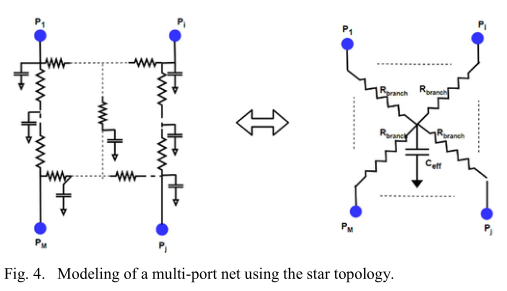 P1
Pi
PM
Pj
P1
Pi
Rbranch
Rbranch
Rbranch
Rbranch
Ceff
PM
Pj
Fig. 4. Modeling of a multi-port net using the star topology.